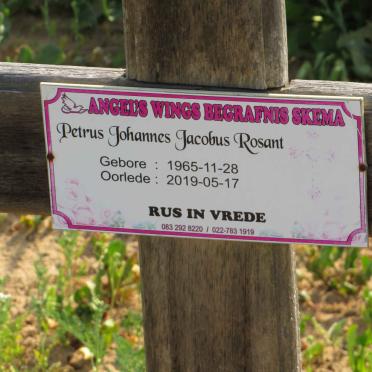 ANGEL'S WINGS BEGRAFNIS SKEMA
Petrus Johannes Jacobus Rosant
Gebore : 1965-11-28
Oorlede : 2019-05-17
RUS IN VREDE
083 292 8220 / 022-783 1919